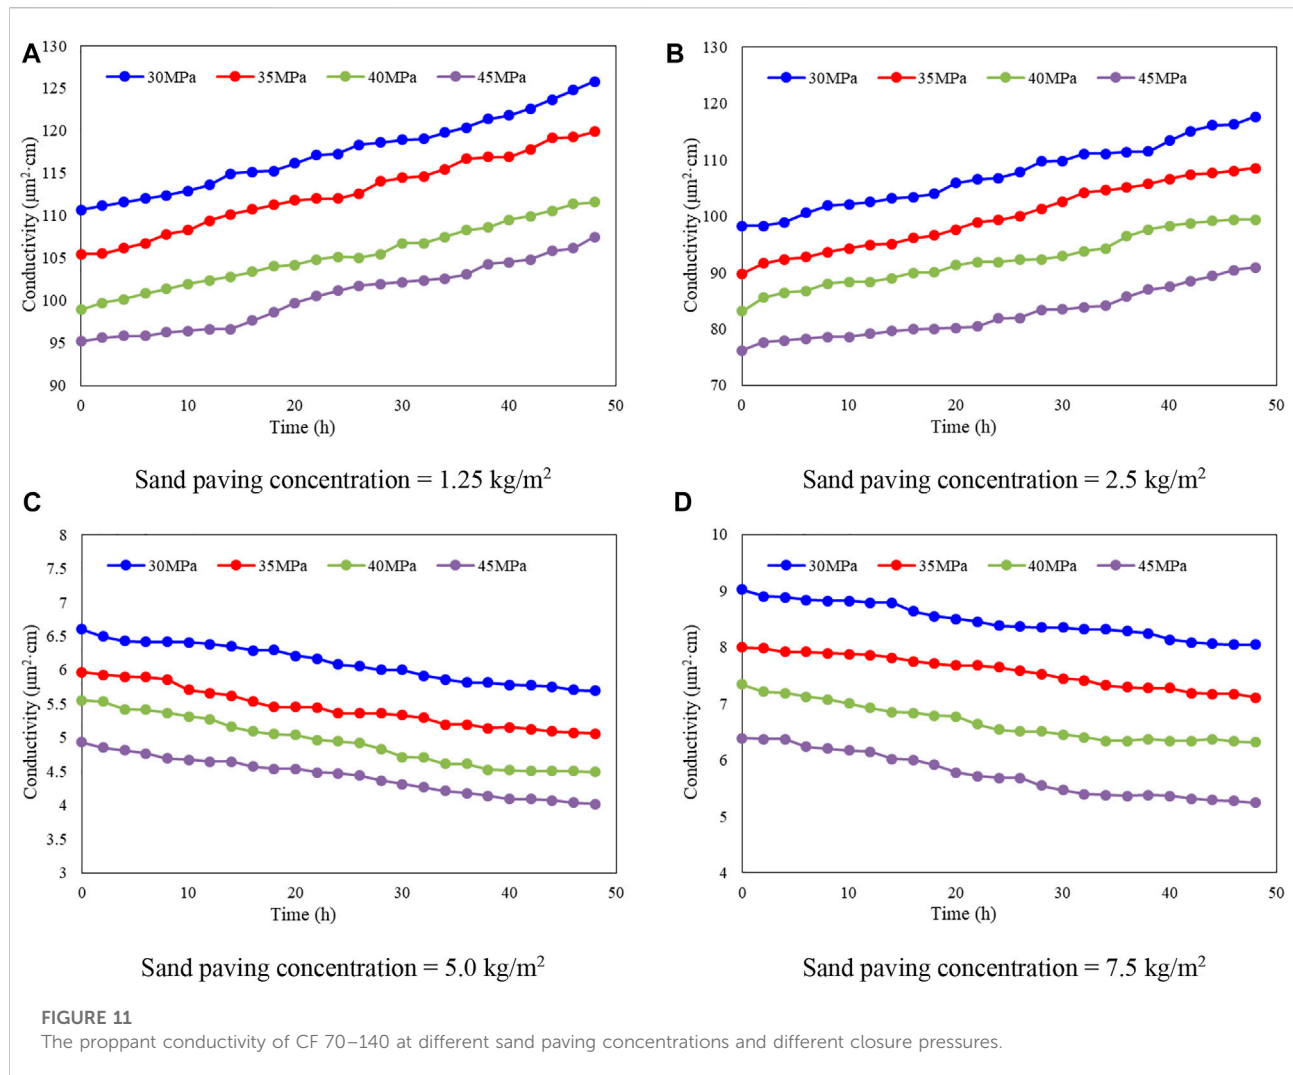 A
130
125
120
115
110
105
100
95
90
Conductivity (μm²·cm)
30MPa 35MPa 40MPa 45MPa
0 10 20 30 40 50
Time (h)
Sand paving concentration = 1.25 kg/m²
B
130
120
110
100
90
80
70
Conductivity (μm²·cm)
30MPa 35MPa 40MPa 45MPa
0 10 20 30 40 50
Time (h)
Sand paving concentration = 2.5 kg/m²
C
8
7.5
7
6.5
6
5.5
5
4.5
4
3.5
3
Conductivity (μm²·cm)
30MPa 35MPa 40MPa 45MPa
0 10 20 30 40 50
Time (h)
Sand paving concentration = 5.0 kg/m²
D
10
9
8
7
6
5
4
Conductivity (μm²·cm)
30MPa 35MPa 40MPa 45MPa
0 10 20 30 40 50
Time (h)
Sand paving concentration = 7.5 kg/m²
FIGURE 11
The proppant conductivity of CF 70–140 at different sand paving concentrations and different closure pressures.